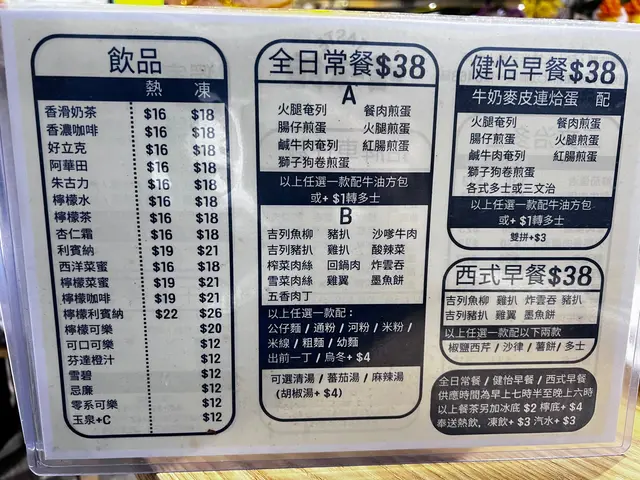 飲品
熱 凍
香滑奶茶 $16 $18
香濃咖啡 $16 $18
好立克 $16 $18
阿華田 $16 $18
朱古力 $16 $18
檸檬水 $16 $18
檸檬茶 $16 $18
杏仁霜 $16 $18
利賓納 $19 $21
西洋菜蜜 $16 $18
檸檬菜蜜 $19 $21
檸檬咖啡 $19 $21
檸檬利賓納 $22 $26
檸檬可樂 $20
可口可樂 $12
芬達橙汁 $12
雪碧 $12
忌廉 $12
零系可樂 $12
玉泉+C $12
全日常餐$38
A
火腿奄列 餐肉煎蛋
腸仔煎蛋 火腿煎蛋
鹹牛肉奄列 紅腸煎蛋
獅子狗卷煎蛋
以上任選一款配牛油方包
或+ $1轉多士
B
吉列魚柳 豬扒 沙嗲牛肉
吉列豬扒 雞扒 酸辣菜
榨菜肉絲 回鍋肉 炸雲吞
雪菜肉絲 雞翼 墨魚餅
五香肉丁
以上任選一款配：
公仔麵 / 通粉 / 河粉 / 米粉 /
米線 / 粗麵 / 幼麵
出前一丁 / 烏冬+ $4
可選清湯 / 蕃茄湯 / 麻辣湯
(胡椒湯+ $4)
健怡早餐$38
牛奶麥皮連烚蛋 配
火腿奄列 餐肉煎蛋
腸仔煎蛋 火腿煎蛋
鹹牛肉奄列 紅腸煎蛋
獅子狗卷煎蛋
各式多士或三文治
以上任選一款配牛油方包
或+ $1轉多士
雙拼+$3
西式早餐$38
吉列魚柳 雞扒 炸雲吞 豬扒
吉列豬扒 雞翼 墨魚餅
以上任選一款配以下兩款
椒鹽西芹 / 沙律 / 薯餅 / 多士
全日常餐 / 健怡早餐 / 西式早餐
供應時間為早上七時半至晚上六時
以上餐茶另加冰底 $2 檸底+ $4
奉送熱飲、凍飲+ $3 汽水+ $3